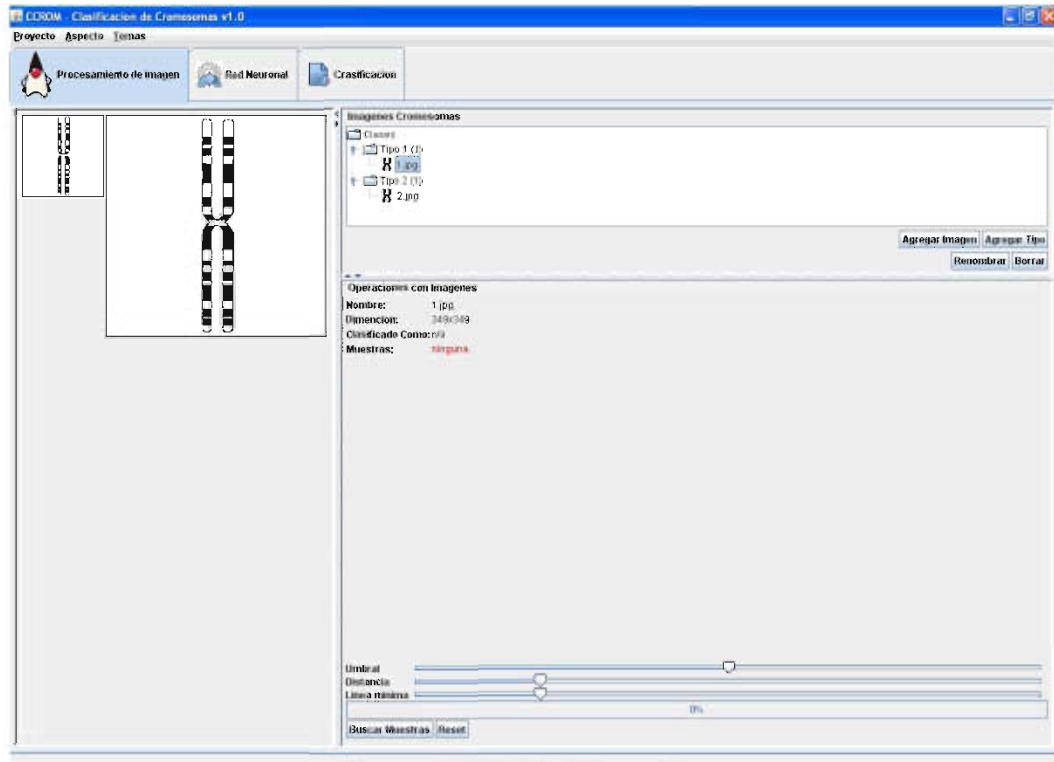 CCROM - Clasificacion de Cromosomas v1.0
Proyecto Aspecto Temas
Procesamiento de imagen Red Neuronal Crasificacion
Imagenes Cromosomas
Clases
Tipo 1 (1)
1.jpg
Tipo 2 (1)
2.jpg
Agregar Imagen Agregar Tipo
Renombrar Borrar
Operaciones con Imagenes
Nombre: 1.jpg
Dimencion: 349x349
Clasificado Como: n/a
Muestras: ninguna
Umbral
Distancia
Linea minima
0%
Buscar Muestras Reset